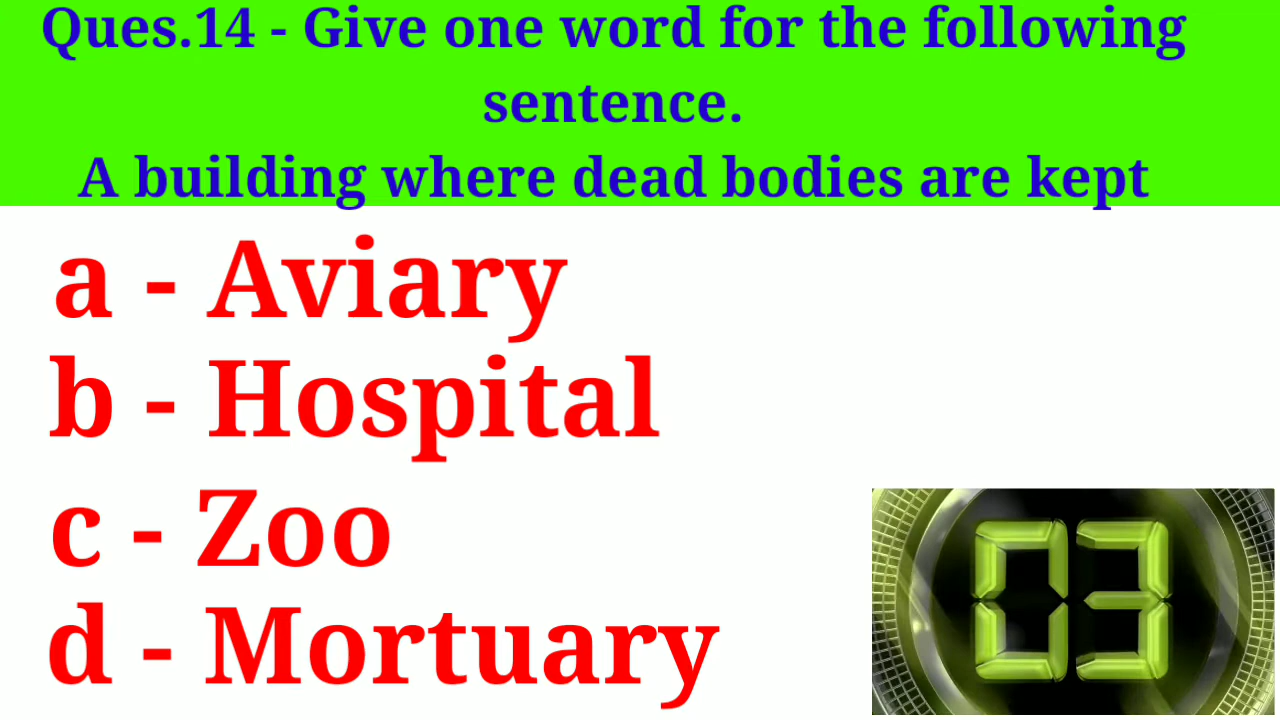 Ques.14 - Give one word for the following
sentence.
A building where dead bodies are kept
a - Aviary
b - Hospital
c - Zoo
d - Mortuary
03